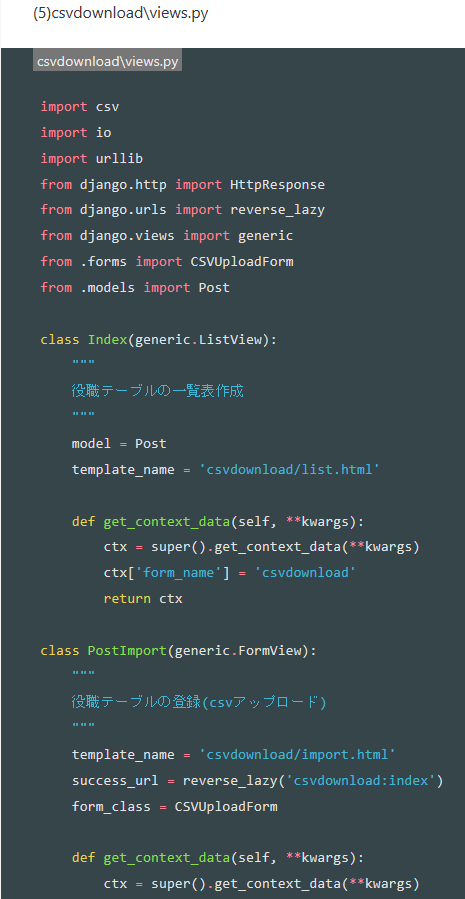 (5)csvdownload\views.py
csvdownload\views.py
import csv
import io
import urllib
from django.http import HttpResponse
from django.urls import reverse_lazy
from django.views import generic
from .forms import CSVUploadForm
from .models import Post
class Index(generic.ListView):
    """
    役職テーブルの一覧表作成
    """
    model = Post
    template_name = 'csvdownload/list.html'
    def get_context_data(self, **kwargs):
        ctx = super().get_context_data(**kwargs)
        ctx['form_name'] = 'csvdownload'
        return ctx
class PostImport(generic.FormView):
    """
    役職テーブルの登録(csvアップロード)
    """
    template_name = 'csvdownload/import.html'
    success_url = reverse_lazy('csvdownload:index')
    form_class = CSVUploadForm
    def get_context_data(self, **kwargs):
        ctx = super().get_context_data(**kwargs)